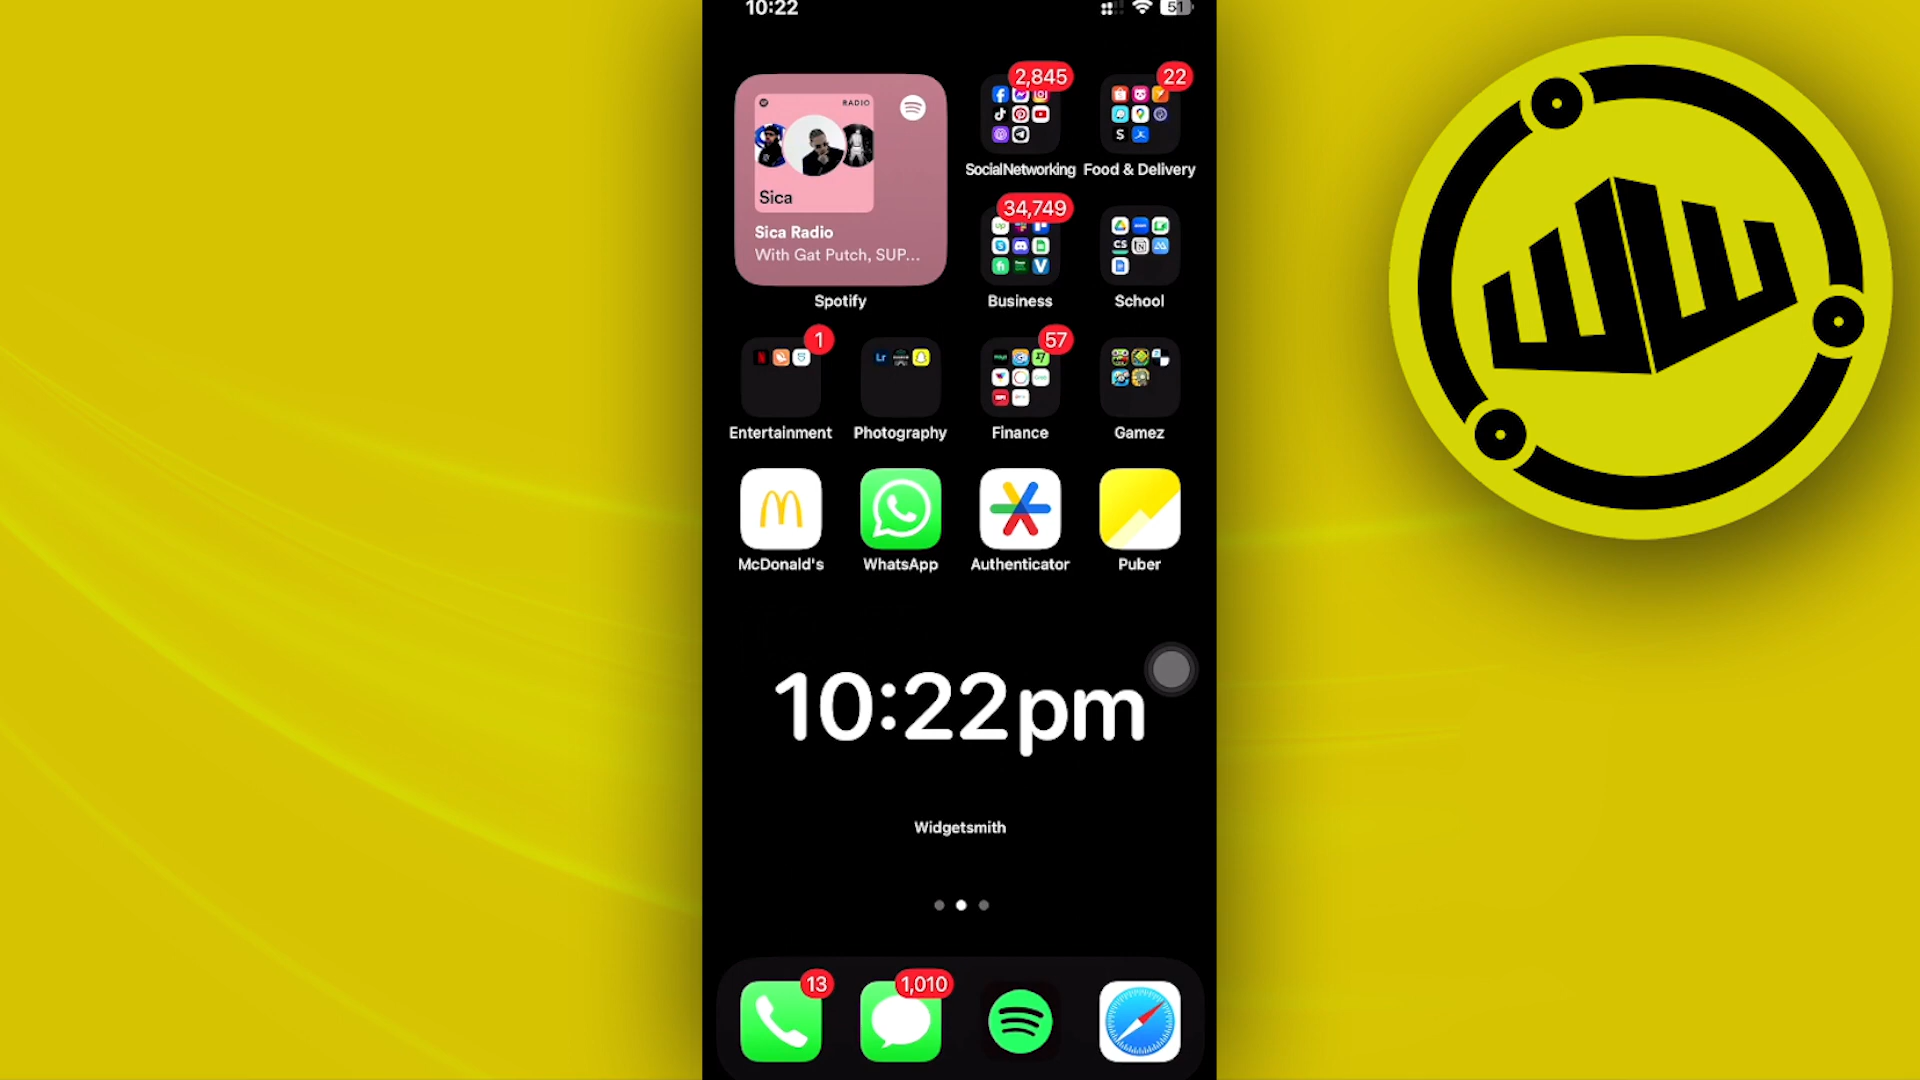 10:22
51
2,845
22
RADIO
Sica
Sica Radio
With Gat Putch, SUP...
Spotify
SocialNetworking
Food & Delivery
34,749
Business
School
1
57
Entertainment
Photography
Finance
Gamez
McDonald's
WhatsApp
Authenticator
Puber
10:22pm
Widgetsmith
13
1,010